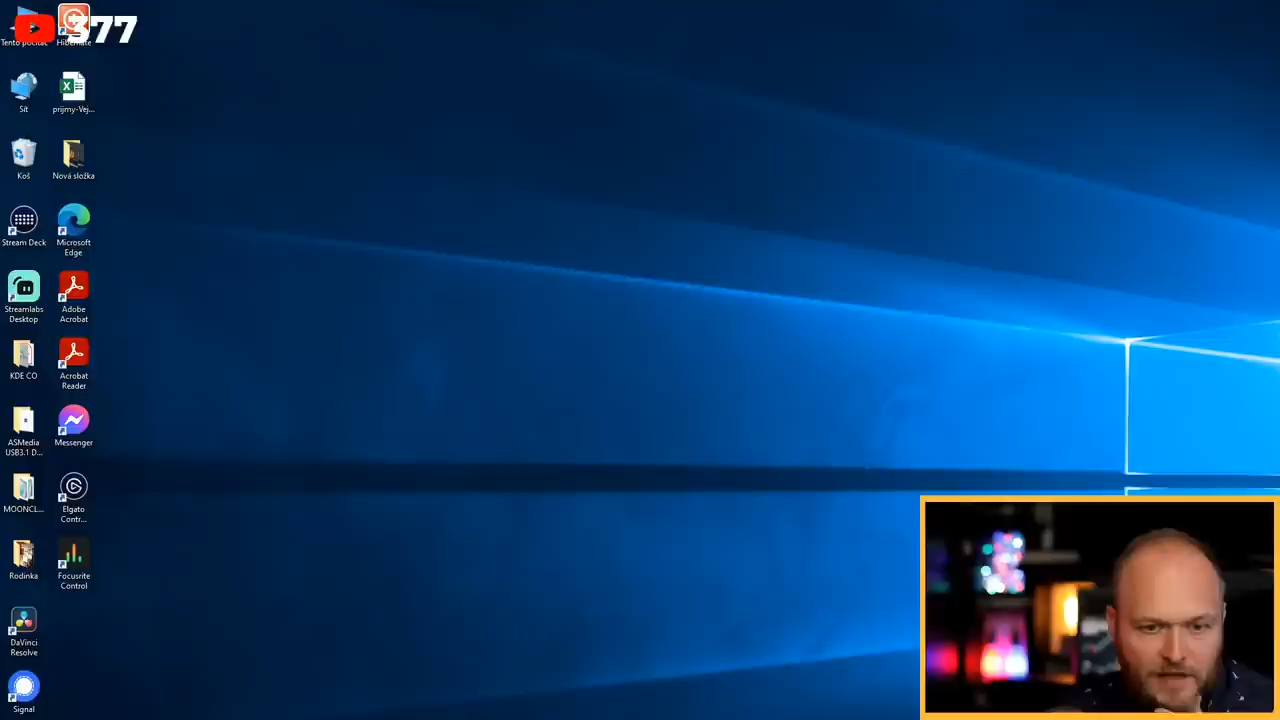 377
Tento počítač
Hibernate
Sít
prijmy-Vej...
Koš
Nová složka
Stream Deck
Microsoft
Edge
Streamlabs
Desktop
Adobe
Acrobat
KDE CO
Acrobat
Reader
ASMedia
USB3.1 D...
Messenger
MOONCL...
Elgato
Contr...
Rodinka
Focusrite
Control
DaVinci
Resolve
Signal